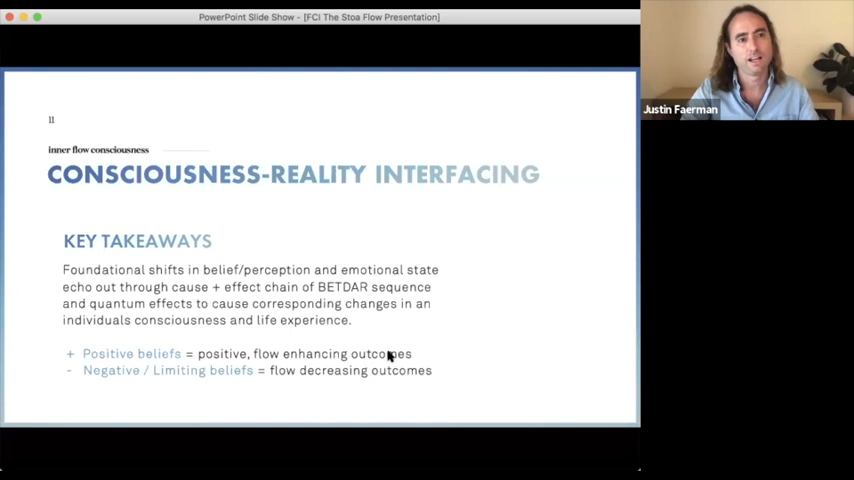 PowerPoint Slide Show - [FCI The Stoa Flow Presentation]
Justin Faerman
11
inner flow consciousness
CONSCIOUSNESS-REALITY INTERFACING
KEY TAKEAWAYS
Foundational shifts in belief/perception and emotional state
echo out through cause + effect chain of BETDAR sequence
and quantum effects to cause corresponding changes in an
individuals consciousness and life experience.
+ Positive beliefs = positive, flow enhancing outcomes
- Negative / Limiting beliefs = flow decreasing outcomes